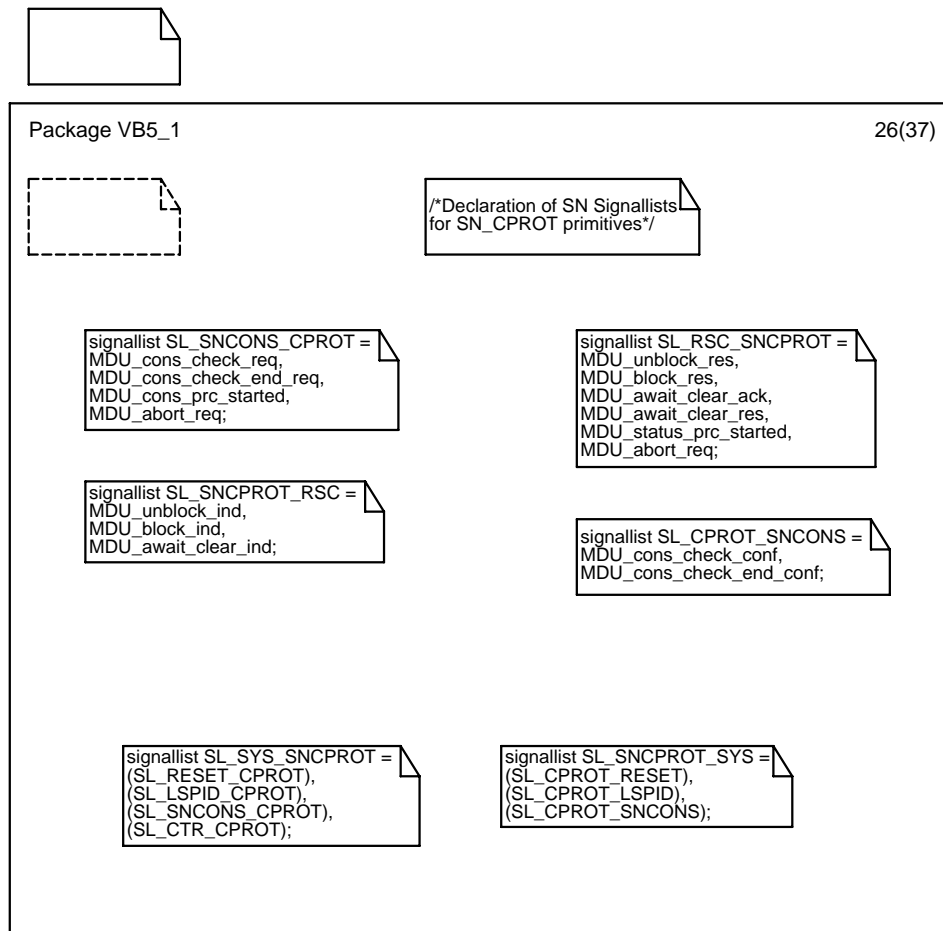 Package VB5_1
26(37)
/*Declaration of SN Signallists
for SN_CPROT primitives*/
signallist SL_SNCONS_CPROT =
MDU_cons_check_req,
MDU_cons_check_end_req,
MDU_cons_prc_started,
MDU_abort_req;
signallist SL_RSC_SNCPROT =
MDU_unblock_res,
MDU_block_res,
MDU_await_clear_ack,
MDU_await_clear_res,
MDU_status_prc_started,
MDU_abort_req;
signallist SL_SNCPROT_RSC =
MDU_unblock_ind,
MDU_block_ind,
MDU_await_clear_ind;
signallist SL_CPROT_SNCONS =
MDU_cons_check_conf,
MDU_cons_check_end_conf;
signallist SL_SYS_SNCPROT =
(SL_RESET_CPROT),
(SL_LSPID_CPROT),
(SL_SNCONS_CPROT),
(SL_CTR_CPROT);
signallist SL_SNCPROT_SYS =
(SL_CPROT_RESET),
(SL_CPROT_LSPID),
(SL_CPROT_SNCONS);